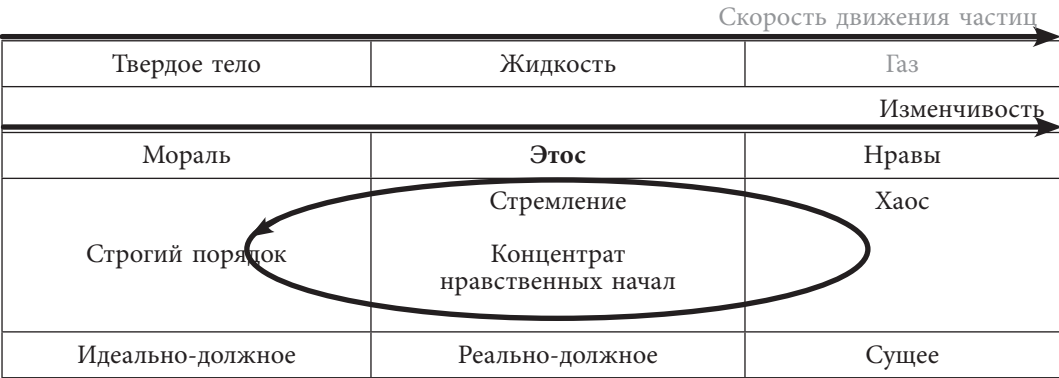 Скорость движения частиц
Твердое тело Жидкость Газ
Изменчивость
Мораль Этос Нравы
Стремление Хаос
Строгий порядок Концентрат
нравственных начал
Идеально-должное Реально-должное Сущее